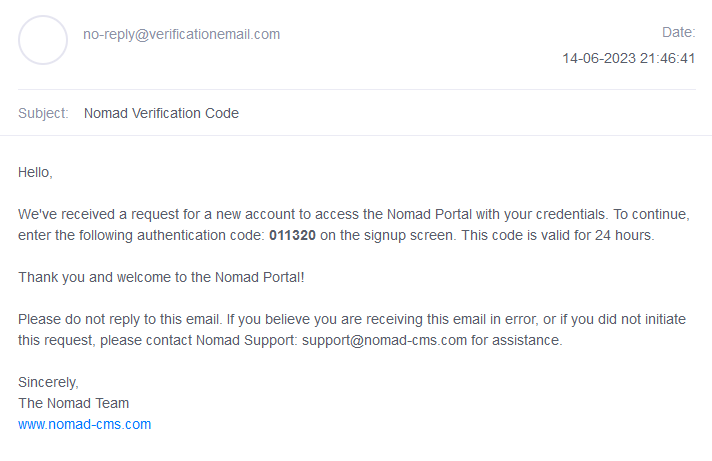 no-reply@verificationemail.com
Date:
14-06-2023 21:46:41
Subject: Nomad Verification Code
Hello,
We've received a request for a new account to access the Nomad Portal with your credentials. To continue,
enter the following authentication code: 011320 on the signup screen. This code is valid for 24 hours.
Thank you and welcome to the Nomad Portal!
Please do not reply to this email. If you believe you are receiving this email in error, or if you did not initiate
this request, please contact Nomad Support: support@nomad-cms.com for assistance.
Sincerely,
The Nomad Team
www.nomad-cms.com